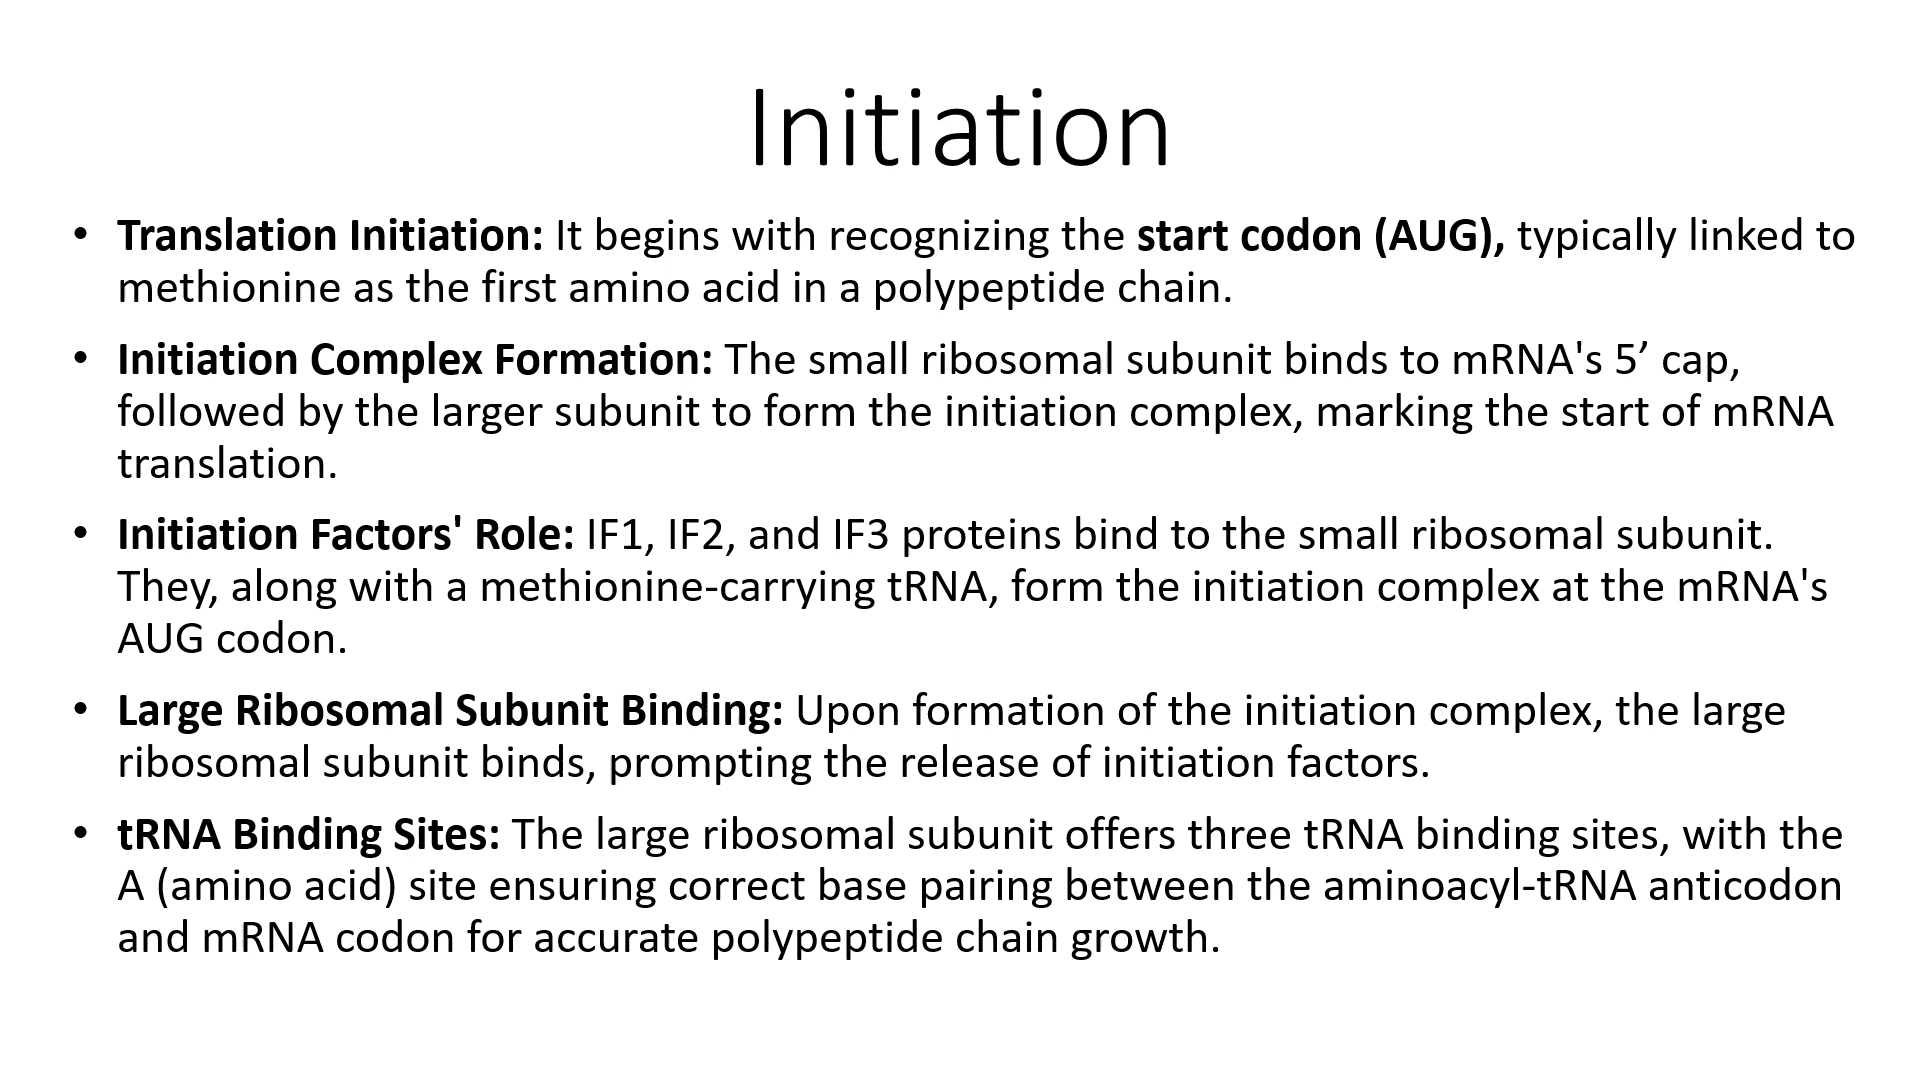 Initiation
• Translation Initiation: It begins with recognizing the start codon (AUG), typically linked to
methionine as the first amino acid in a polypeptide chain.
• Initiation Complex Formation: The small ribosomal subunit binds to mRNA's 5’ cap,
followed by the larger subunit to form the initiation complex, marking the start of mRNA
translation.
• Initiation Factors' Role: IF1, IF2, and IF3 proteins bind to the small ribosomal subunit.
They, along with a methionine-carrying tRNA, form the initiation complex at the mRNA's
AUG codon.
• Large Ribosomal Subunit Binding: Upon formation of the initiation complex, the large
ribosomal subunit binds, prompting the release of initiation factors.
• tRNA Binding Sites: The large ribosomal subunit offers three tRNA binding sites, with the
A (amino acid) site ensuring correct base pairing between the aminoacyl-tRNA anticodon
and mRNA codon for accurate polypeptide chain growth.